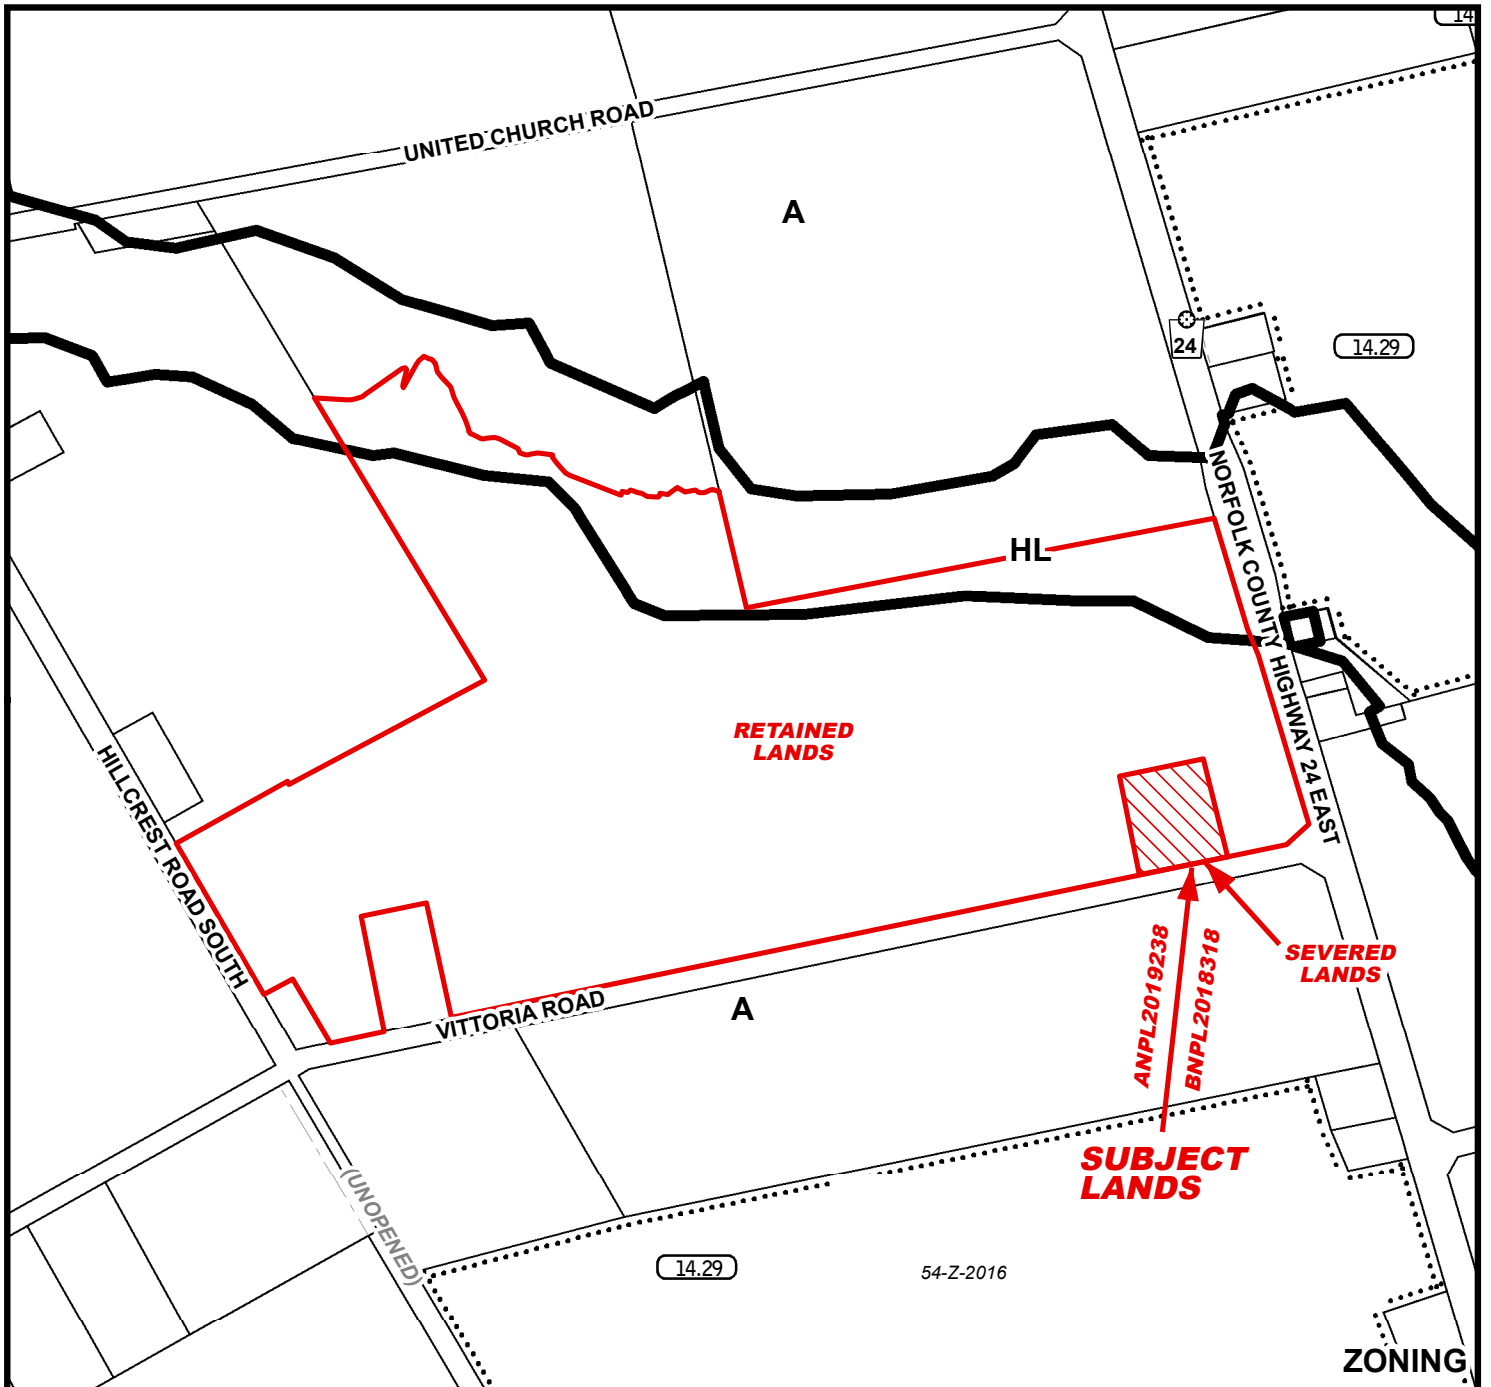 14
UNITED CHURCH ROAD
A
24
14.29
NORFOLK COUNTY HIGHWAY 24 EAST
HL
RETAINED
LANDS
HILLCREST ROAD SOUTH
SEVERED
LANDS
ANPL2019238
BNPL2018318
VITTORIA ROAD
A
SUBJECT
LANDS
(UNOPENED)
14.29
54-Z-2016
ZONING